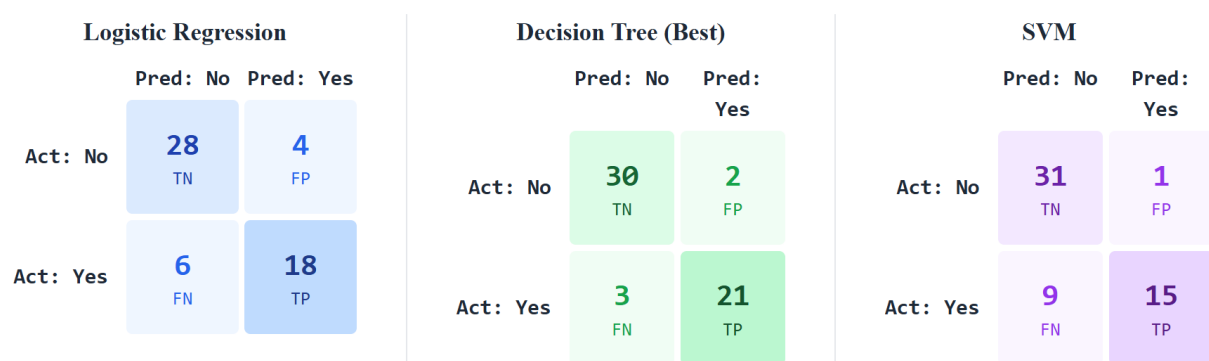 Logistic Regression
Pred: No Pred: Yes
Act: No 28 4
TN FP
Act: Yes 6 18
FN TP
Decision Tree (Best)
Pred: No Pred:
Yes
Act: No 30 2
TN FP
Act: Yes 3 21
FN TP
SVM
Pred: No Pred:
Yes
Act: No 31 1
TN FP
Act: Yes 9 15
FN TP